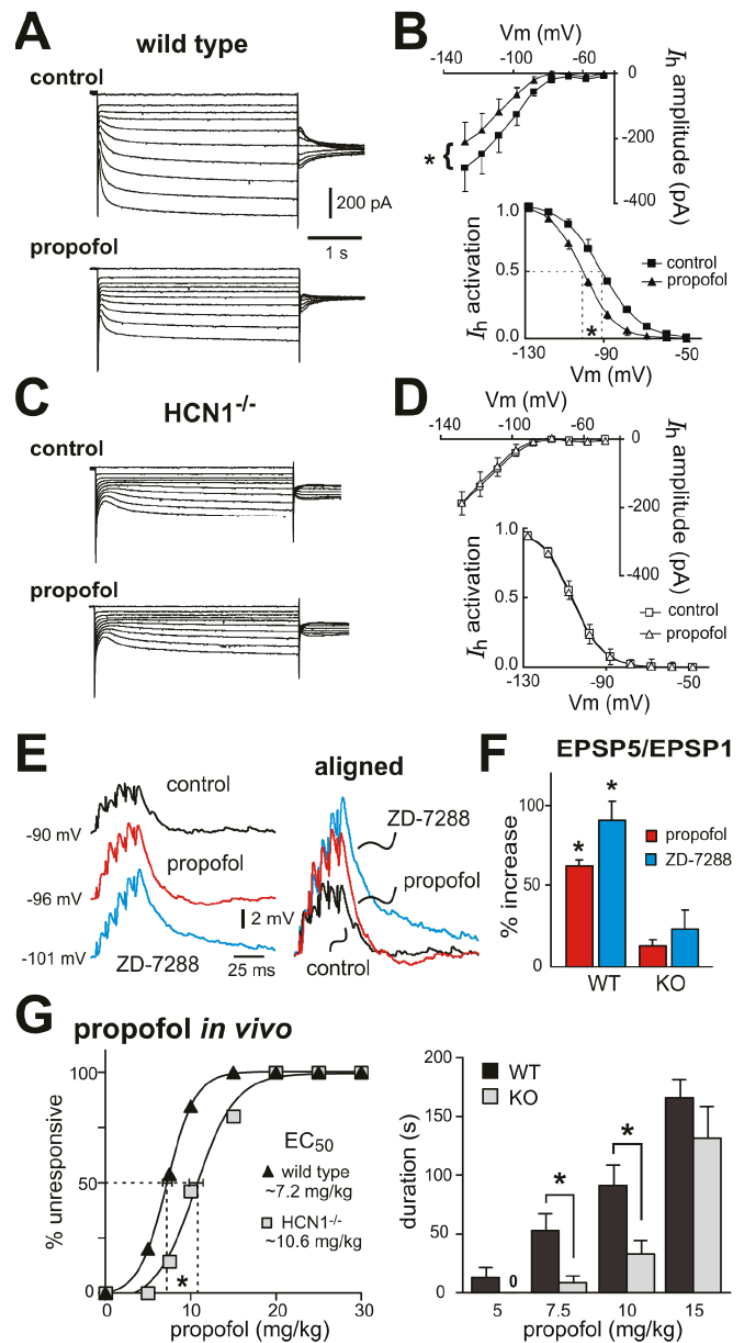 A
wild type
control
200 pA
1 s
propofol
B
Vm (mV)
-140 -100 -60
0
-200
-400
Ih amplitude (pA)
*
1.0
0.5
0.0
Ih activation
control
propofol
*
-130 -90 -50
Vm (mV)
C
HCN1-/-
control
propofol
D
Vm (mV)
-140 -100 -60
0
-200
-400
Ih amplitude (pA)
1.0
0.5
0.0
Ih activation
control
propofol
-130 -90 -50
Vm (mV)
E
control
-90 mV
propofol
-96 mV
2 mV
-101 mV
ZD-7288
25 ms
aligned
ZD-7288
propofol
control
F
EPSP5/EPSP1
% increase
100
50
0
* *
propofol
ZD-7288
WT KO
G
propofol in vivo
% unresponsive
100
50
0
EC50
wild type
~7.2 mg/kg
HCN1-/-
~10.6 mg/kg
*
0 10 20 30
propofol (mg/kg)
duration (s)
200
150
100
50
0
WT
KO
*
*
0
5 7.5 10 15
propofol (mg/kg)